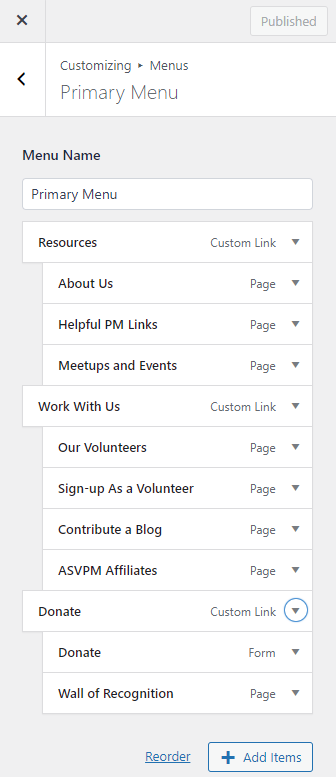 Published
Customizing ▸ Menus
Primary Menu
Menu Name
Primary Menu
Resources Custom Link
About Us Page
Helpful PM Links Page
Meetups and Events Page
Work With Us Custom Link
Our Volunteers Page
Sign-up As a Volunteer Page
Contribute a Blog Page
ASVPM Affiliates Page
Donate Custom Link
Donate Form
Wall of Recognition Page
Reorder Add Items